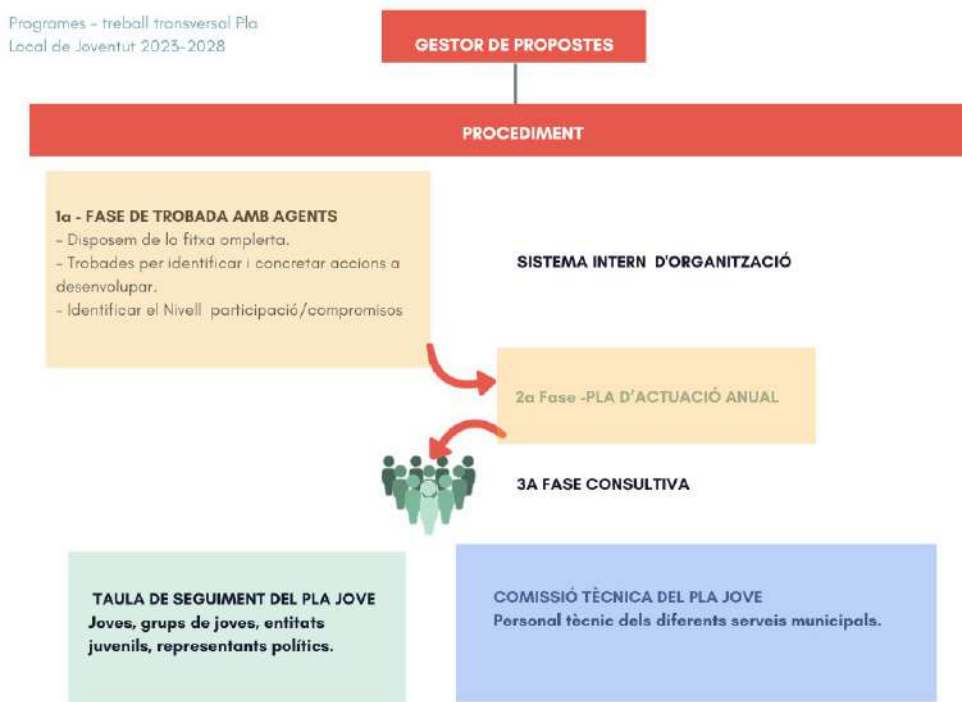 Programes - treball transversal Pla
Local de Joventut 2023-2028
GESTOR DE PROPOSTES
PROCEDIMENT
1a - FASE DE TROBADA AMB AGENTS
- Disposem de la fitxa omplerta.
- Trobades per identificar i concretar accions a
desenvolupar.
- Identificar el Nivell participació/compromisos
SISTEMA INTERN D'ORGANITZACIÓ
2a Fase -PLA D'ACTUACIÓ ANUAL
3A FASE CONSULTIVA
TAULA DE SEGUIMENT DEL PLA JOVE
Joves, grups de joves, entitats
juvenils, representants polítics.
COMISSIÓ TÈCNICA DEL PLA JOVE
Personal tècnic dels diferents serveis municipals.